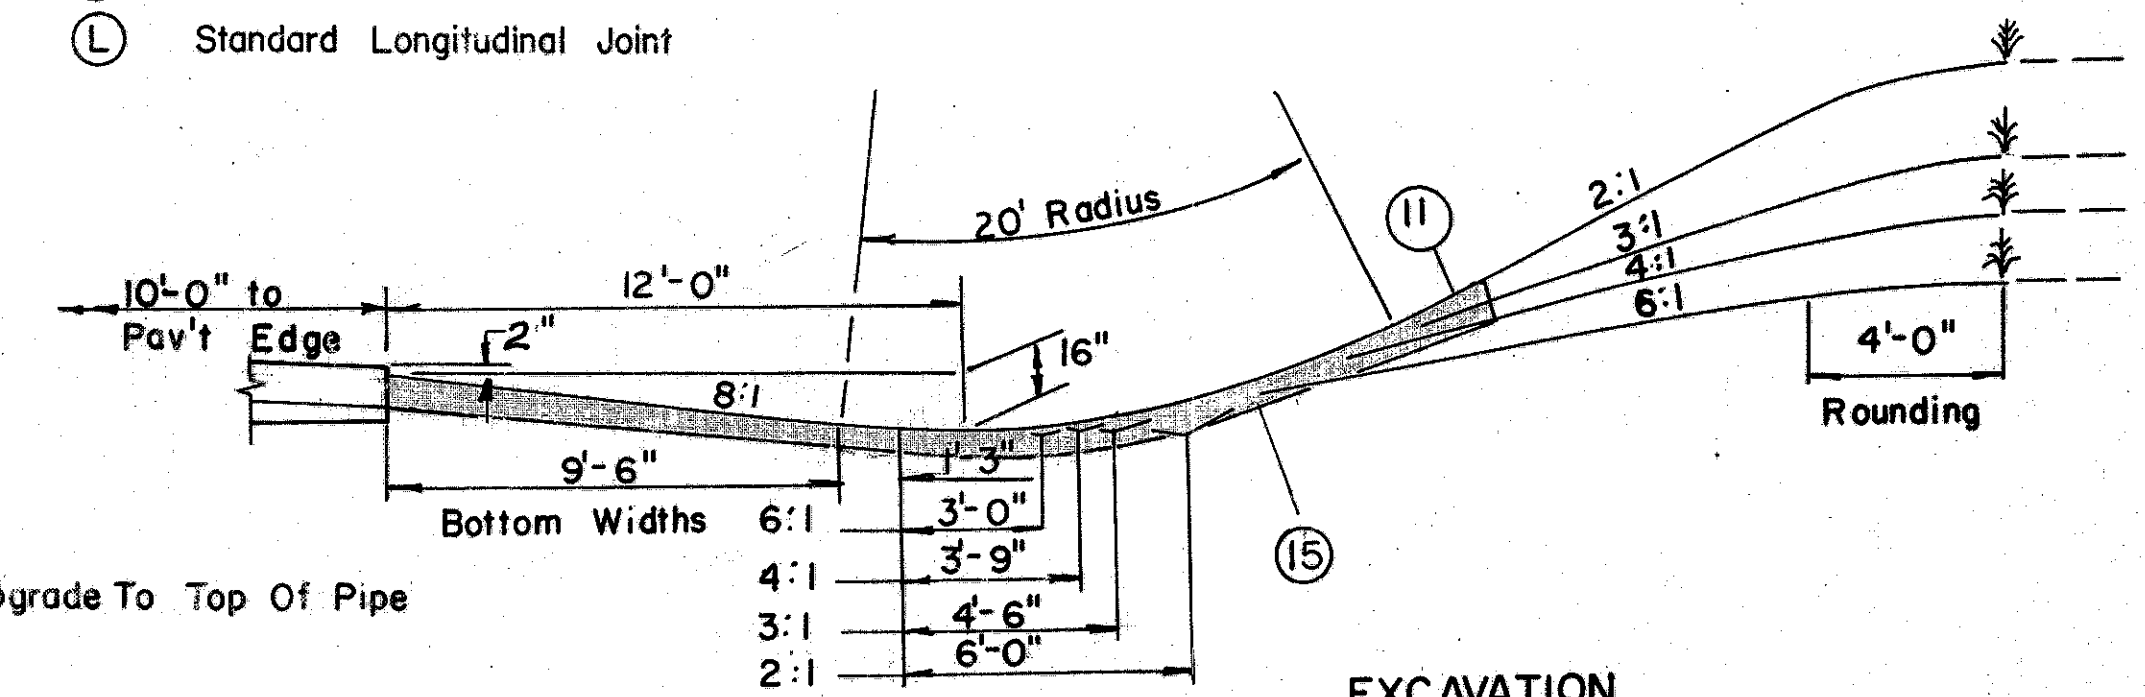 L Standard Longitudinal Joint
2:1
20' Radius
11
3:1
4:1
6:1
10'-0" to
Pav't Edge
12'-0"
2"
16"
4'-0"
8:1
Rounding
9'-6"
1'-3"
Bottom Widths 6:1 3'-0"
15
4:1 3'-9"
Top Of Pipe
To
3:1 4'-6"
2:1 6'-0"
EXCAVATION